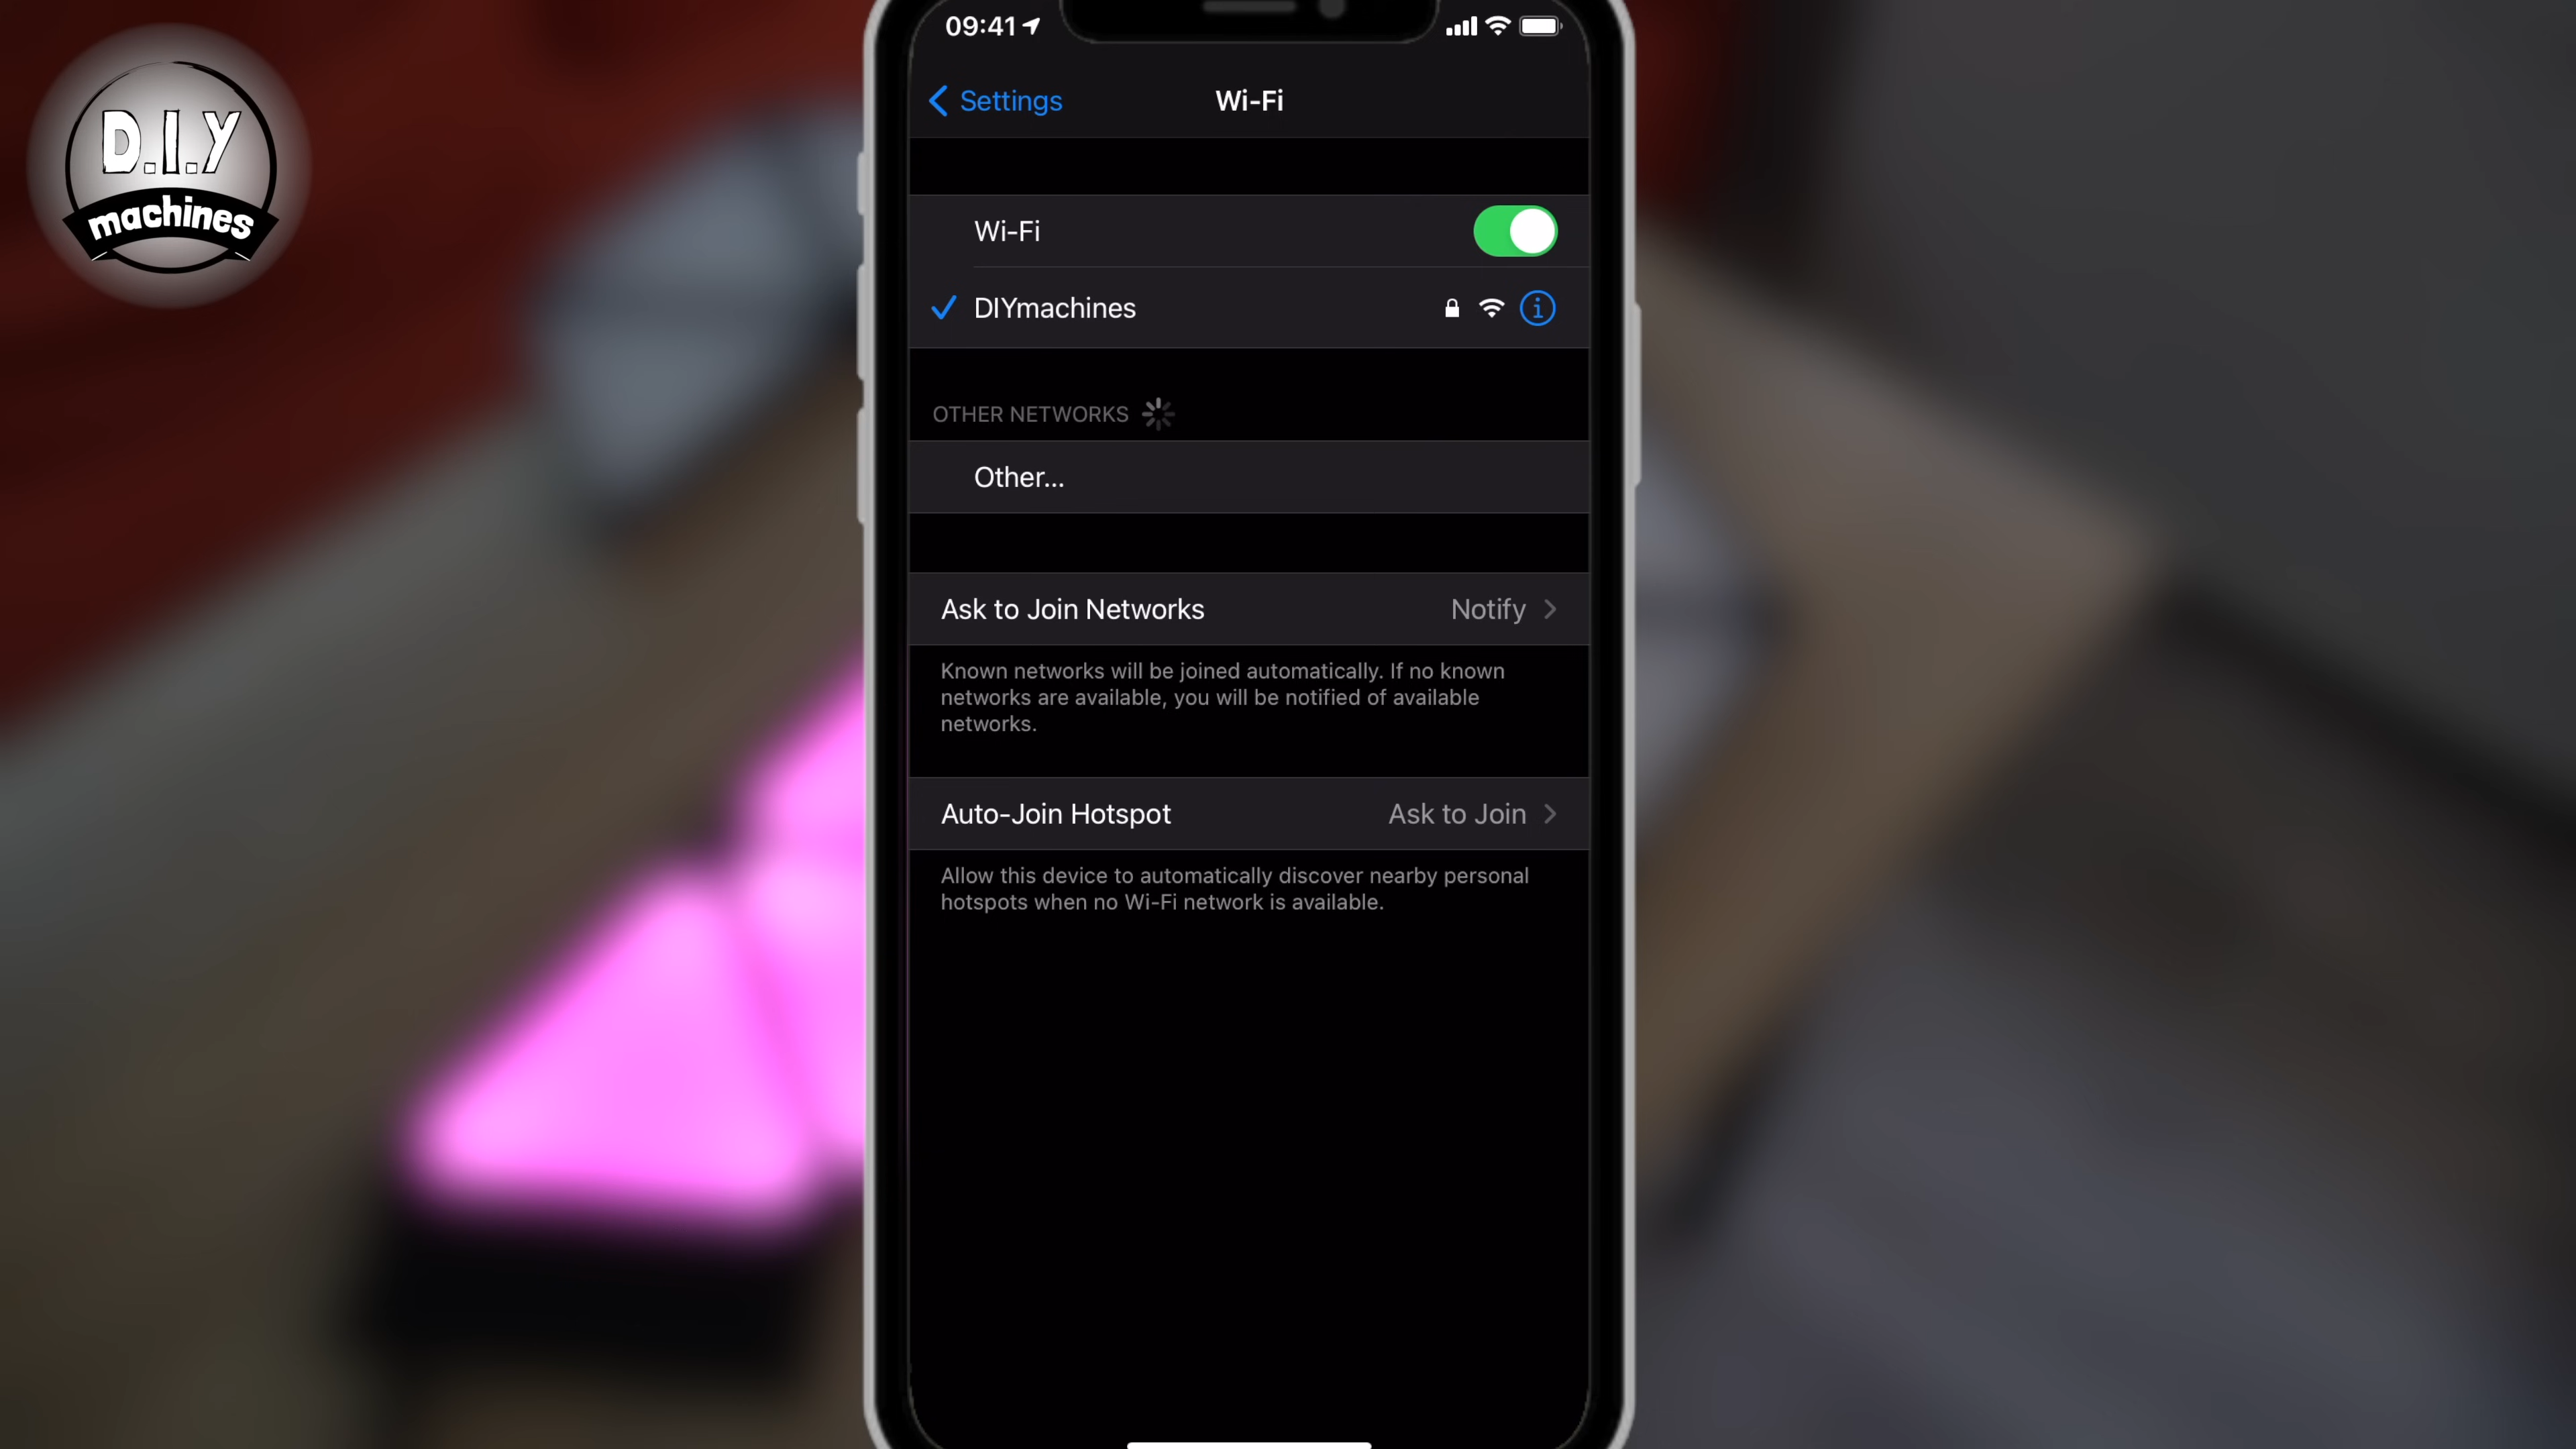 D.I.Y
machines
09:41
Settings
Wi-Fi
Wi-Fi
DIYmachines
OTHER NETWORKS
Other...
Ask to Join Networks
Notify
Known networks will be joined automatically. If no known
networks are available, you will be notified of available
networks.
Auto-Join Hotspot
Ask to Join
Allow this device to automatically discover nearby personal
hotspots when no Wi-Fi network is available.